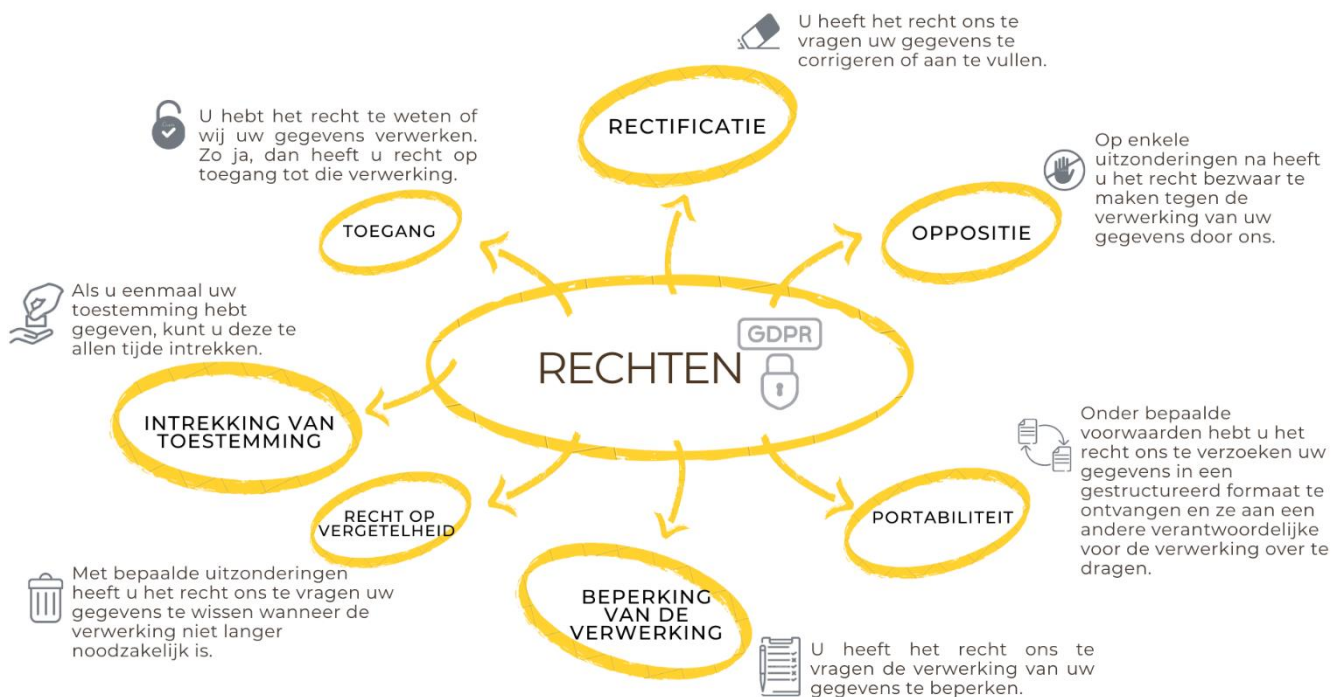 U heeft het recht ons te
vragen uw gegevens te
corrigeren of aan te vullen.
RECTIFICATIE
U hebt het recht te weten of
wij uw gegevens verwerken.
Zo ja, dan heeft u recht op
toegang tot die verwerking.
TOEGANG
Op enkele
uitzonderingen na heeft
u het recht bezwaar te
maken tegen de
verwerking van uw
gegevens door ons.
OPPOSITIE
Als u eenmaal uw
toestemming hebt
gegeven, kunt u deze te
allen tijde intrekken.
INTREKKING VAN
TOESTEMMING
RECHTEN
GDPR
Onder bepaalde
voorwaarden hebt u het
recht ons te verzoeken uw
gegevens in een
gestructureerd formaat te
ontvangen en ze aan een
andere verantwoordelijke
voor de verwerking over te
dragen.
PORTABILITEIT
RECHT OP
VERGETELHEID
Met bepaalde uitzonderingen
heeft u het recht ons te vragen uw
gegevens te wissen wanneer de
verwerking niet langer
noodzakelijk is.
BEPERKING
VAN DE
VERWERKING
U heeft het recht ons te
vragen de verwerking van uw
gegevens te beperken.